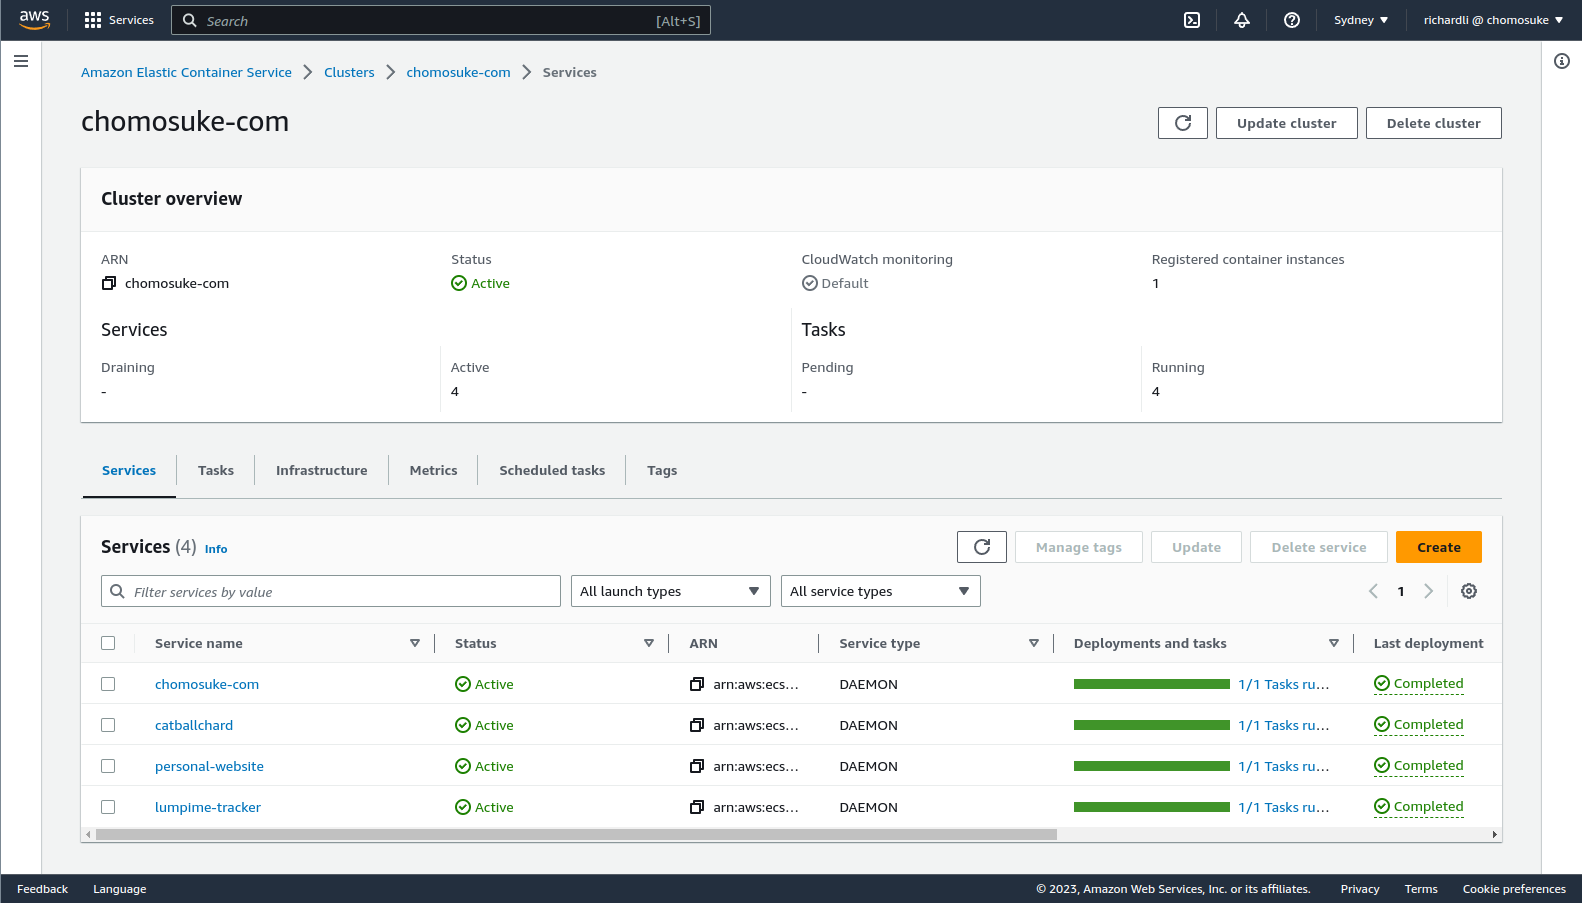 aws Services Search [Alt+S] Sydney richardli @ chomosuke
Amazon Elastic Container Service Clusters chomosuke-com Services
chomosuke-com Update cluster Delete cluster
Cluster overview
ARN Status CloudWatch monitoring Registered container instances
chomosuke-com Active Default 1
Services Tasks
Draining Active Pending Running
- 4 - 4
Services Tasks Infrastructure Metrics Scheduled tasks Tags
Services (4) Info Manage tags Update Delete service Create
Filter services by value All launch types All service types 1
Service name Status ARN Service type Deployments and tasks Last deployment
chomosuke-com Active arn:aws:ecs... DAEMON 1/1 Tasks ru... Completed
catballchard Active arn:aws:ecs... DAEMON 1/1 Tasks ru... Completed
personal-website Active arn:aws:ecs... DAEMON 1/1 Tasks ru... Completed
lumpime-tracker Active arn:aws:ecs... DAEMON 1/1 Tasks ru... Completed
Feedback Language © 2023, Amazon Web Services, Inc. or its affiliates. Privacy Terms Cookie preferences